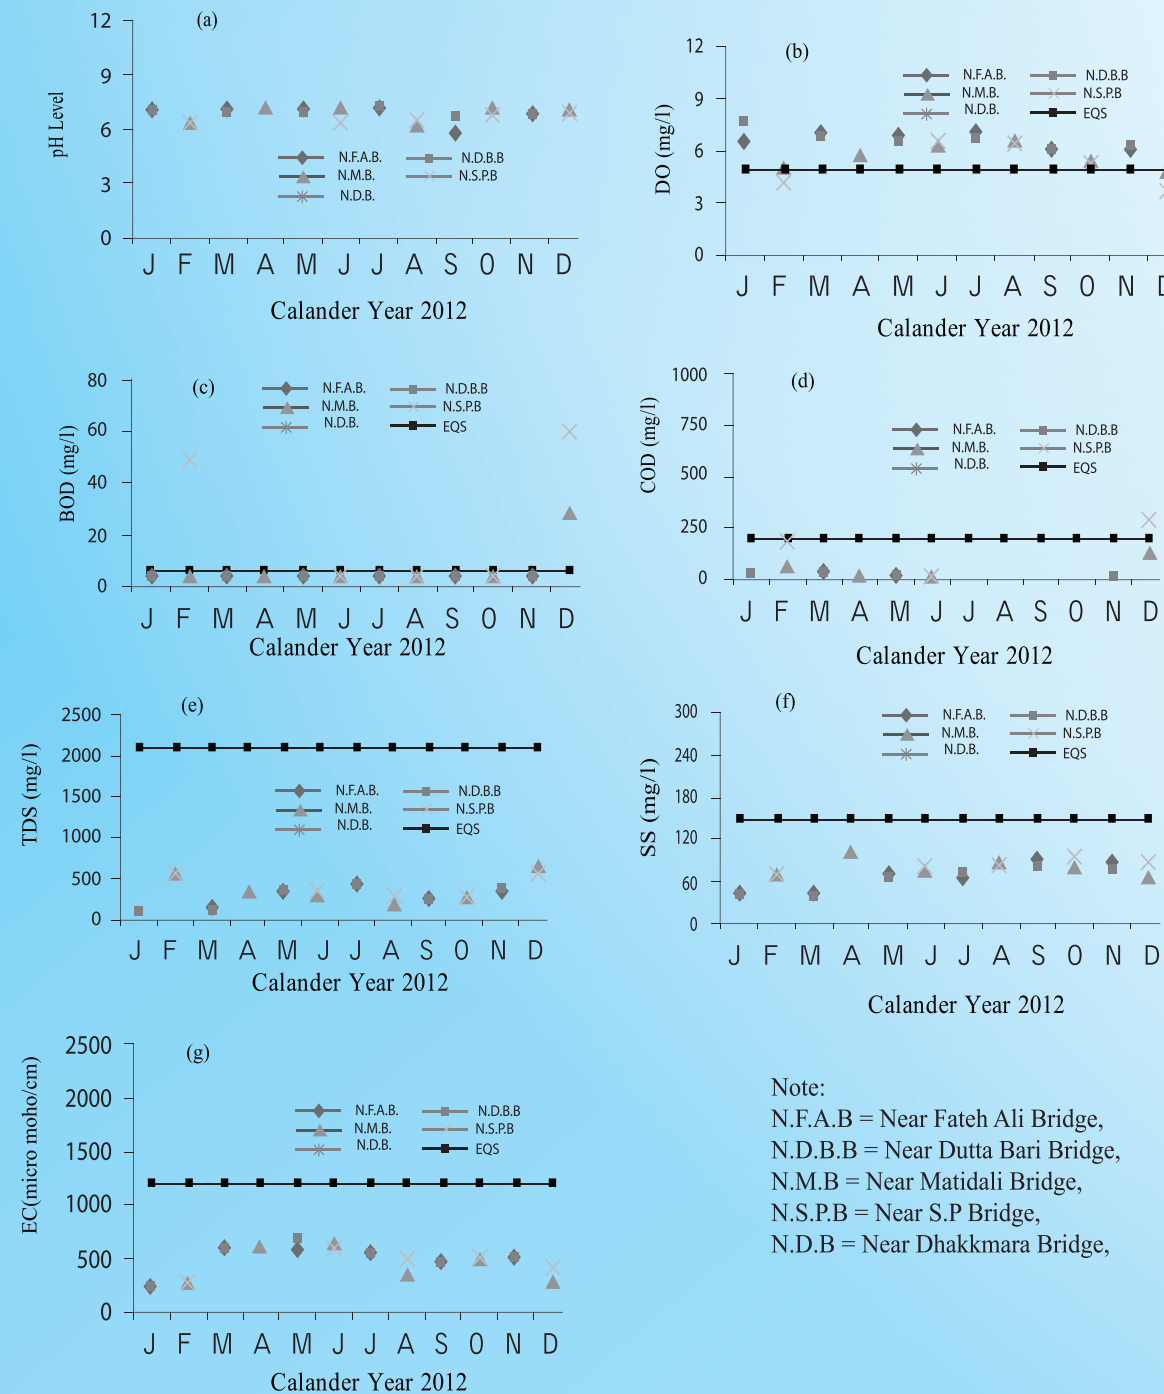 (a)
12
9
6
3
0
pH Level
N.F.A.B.
N.D.B.B
N.M.B.
N.S.P.B
N.D.B.
J F M A M J J A S O N D
Calander Year 2012
(b)
12
9
6
3
0
DO (mg/l)
N.F.A.B.
N.D.B.B
N.M.B.
N.S.P.B
N.D.B.
EQS
J F M A M J J A S O N D
Calander Year 2012
(c)
80
60
40
20
0
BOD (mg/l)
N.F.A.B.
N.D.B.B
N.M.B.
N.S.P.B
N.D.B.
EQS
J F M A M J J A S O N D
Calander Year 2012
(d)
1000
750
500
250
0
COD (mg/l)
N.F.A.B.
N.D.B.B
N.M.B.
N.S.P.B
N.D.B.
EQS
J F M A M J J A S O N D
Calander Year 2012
(e)
2500
2000
1500
1000
500
0
TDS (mg/l)
N.F.A.B.
N.D.B.B
N.M.B.
N.S.P.B
N.D.B.
EQS
J F M A M J J A S O N D
Calander Year 2012
(f)
300
240
180
120
60
0
SS (mg/l)
N.F.A.B.
N.D.B.B
N.M.B.
N.S.P.B
N.D.B.
EQS
J F M A M J J A S O N D
Calander Year 2012
(g)
2500
2000
1500
1000
500
0
EC(micro moho/cm)
N.F.A.B.
N.D.B.B
N.M.B.
N.S.P.B
N.D.B.
EQS
J F M A M J J A S O N D
Calander Year 2012
Note:
N.F.A.B = Near Fateh Ali Bridge,
N.D.B.B = Near Dutta Bari Bridge,
N.M.B = Near Matidali Bridge,
N.S.P.B = Near S.P Bridge,
N.D.B = Near Dhakkmara Bridge,